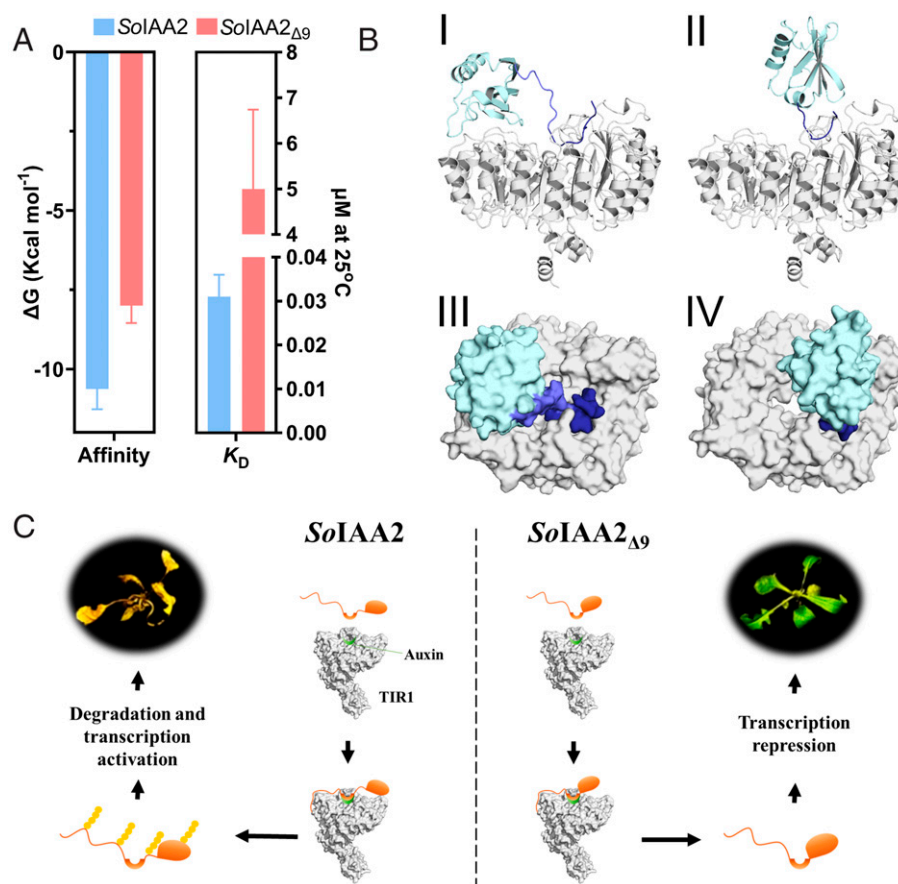 A
SoIAA2 SoIAA2Δ9
0
-5
-10
ΔG (Kcal mol⁻¹)
Affinity
8
7
6
5
4
0.04
0.03
0.02
0.01
0.00
μM at 25°C
KD
B
I
II
III
IV
C
SoIAA2
SoIAA2Δ9
Auxin
TIR1
Degradation and
transcription
activation
Transcription
repression